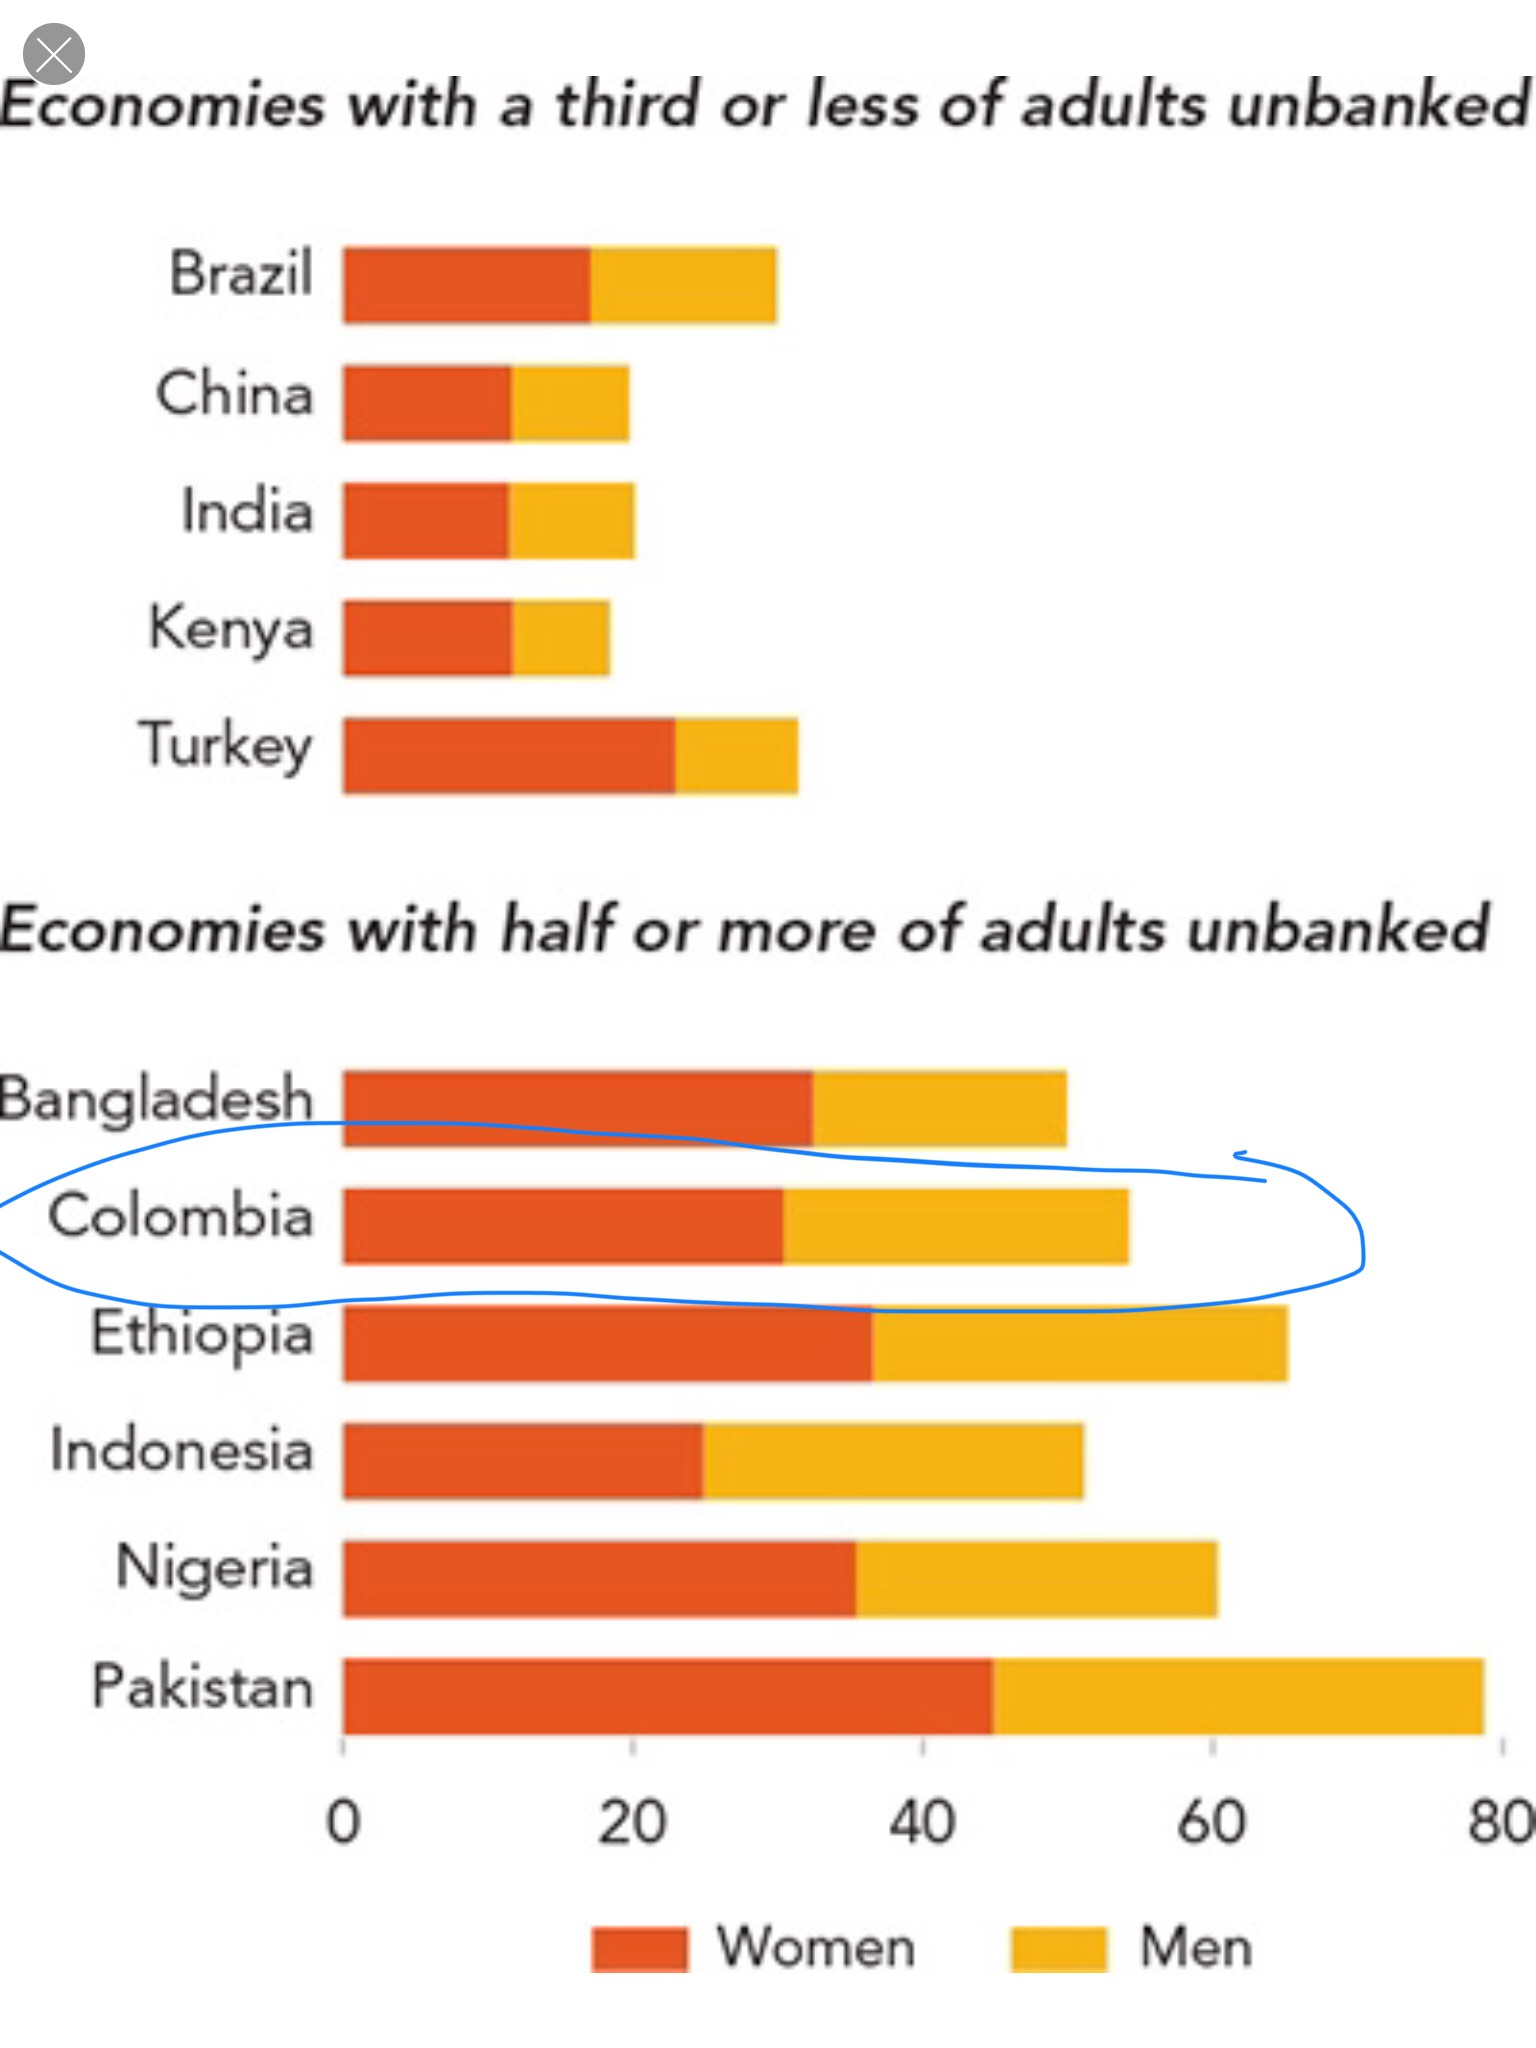 Economies with a third or less of adults unbanked
Brazil
China
India
Kenya
Turkey
Economies with half or more of adults unbanked
Bangladesh
Colombia
Ethiopia
Indonesia
Nigeria
Pakistan
0 20 40 60 80
Women Men